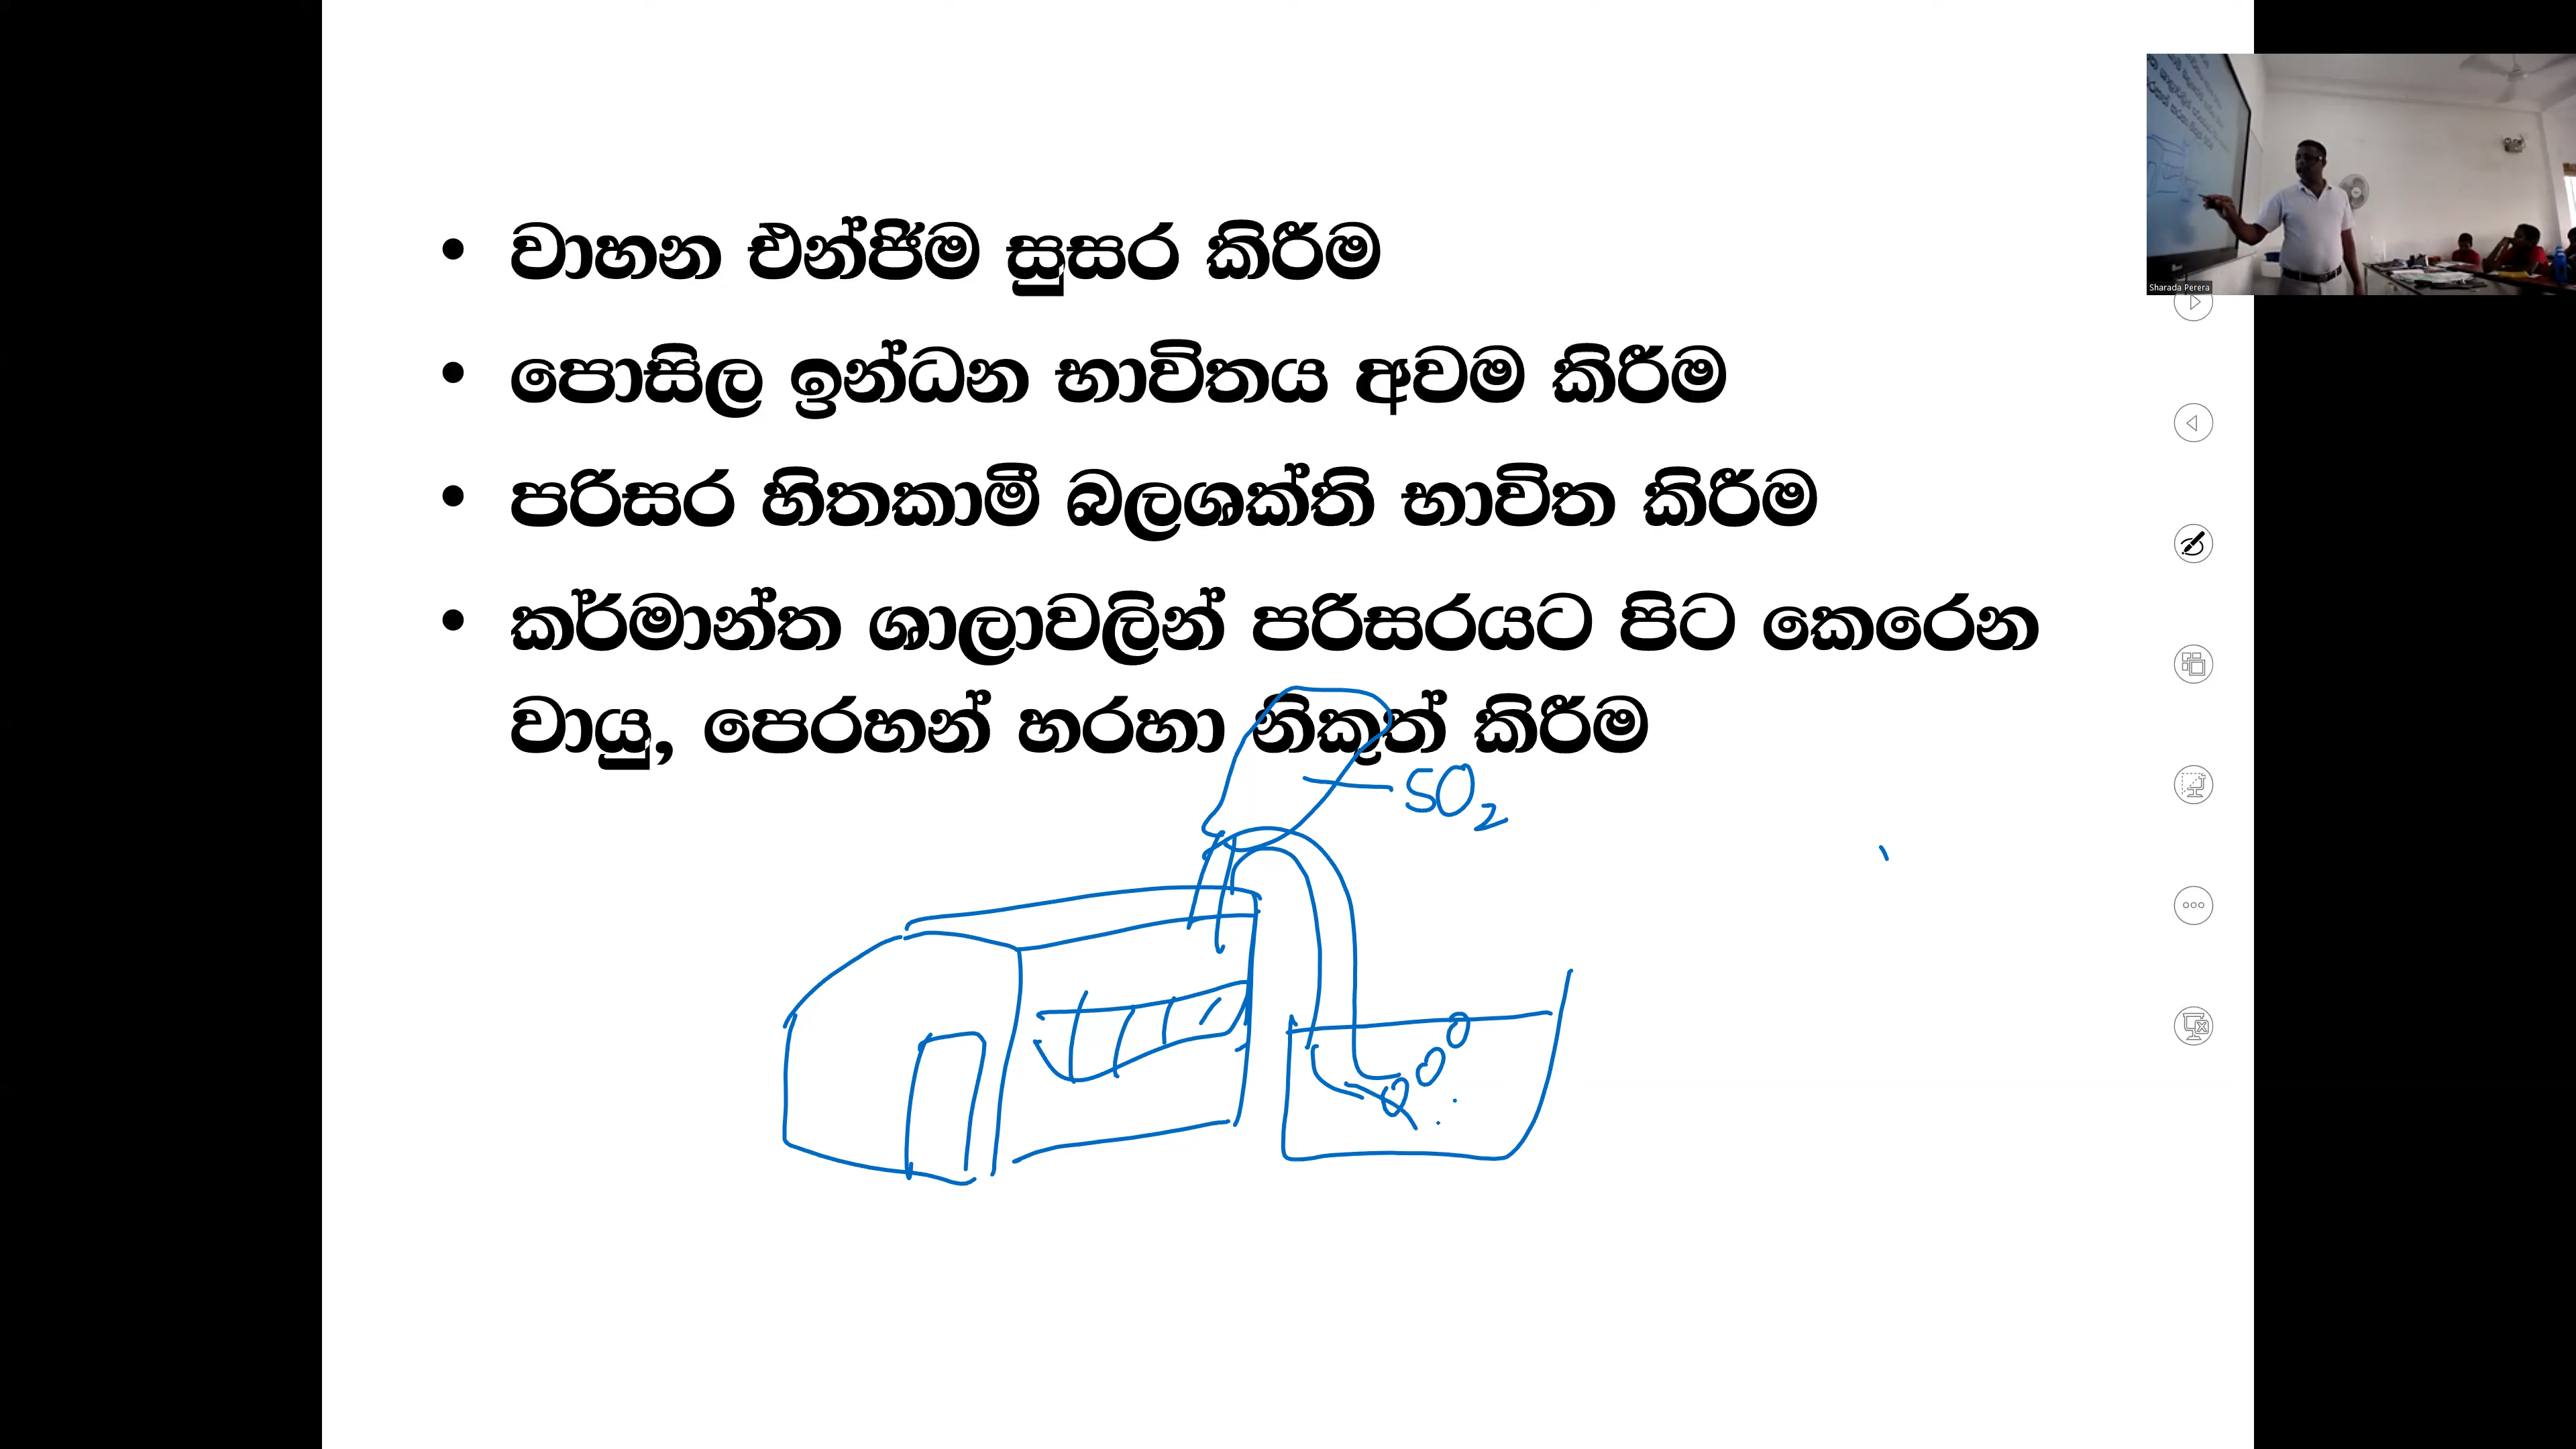 • වාහන එන්ජිම සුසර කිරීම
• පොසිල ඉන්ධන භාවිතය අවම කිරීම
• පරිසර හිතකාමී බලශක්ති භාවිත කිරීම
• කර්මාන්ත ශාලාවලින් පරිසරයට පිට කෙරෙන
වායු, පෙරහන් හරහා නිකුත් කිරීම
SO₂
Sharada Perera